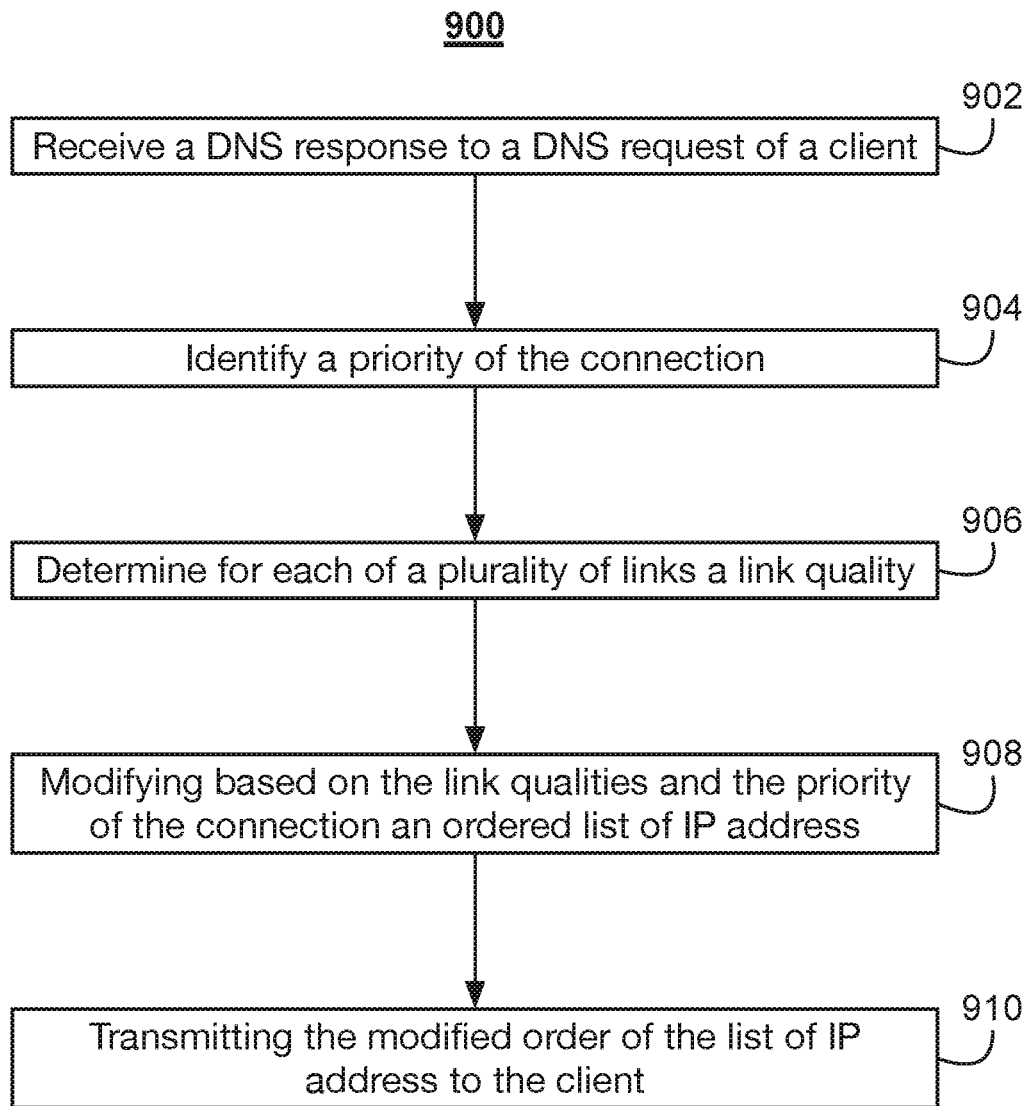 900
902
Receive a DNS response to a DNS request of a client
904
Identify a priority of the connection
906
Determine for each of a plurality of links a link quality
908
Modifying based on the link qualities and the priority
of the connection an ordered list of IP address
910
Transmitting the modified order of the list of IP
address to the client